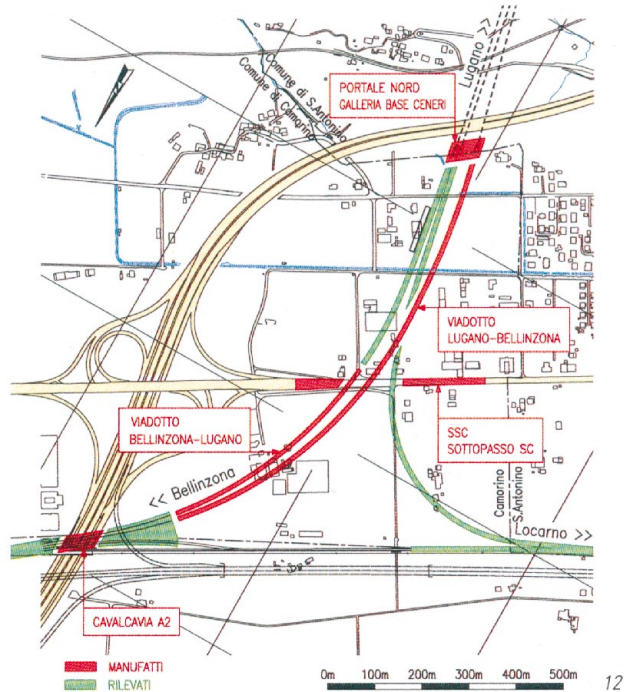 Lugano >>
PORTALE NORD
GALLERIA BASE CENERI
Comune di S.Antonino
Comune di Camorino
VIADOTTO
LUGANO-BELLINZONA
VIADOTTO
BELLINZONA-LUGANO
SSC
SOTTOPASSO SC
<< Bellinzona
Camorino
S.Antonino
Locarno >>
CAVALCAVIA A2
MANUFATTI
RILEVATI
0m 100m 200m 300m 400m 500m
12